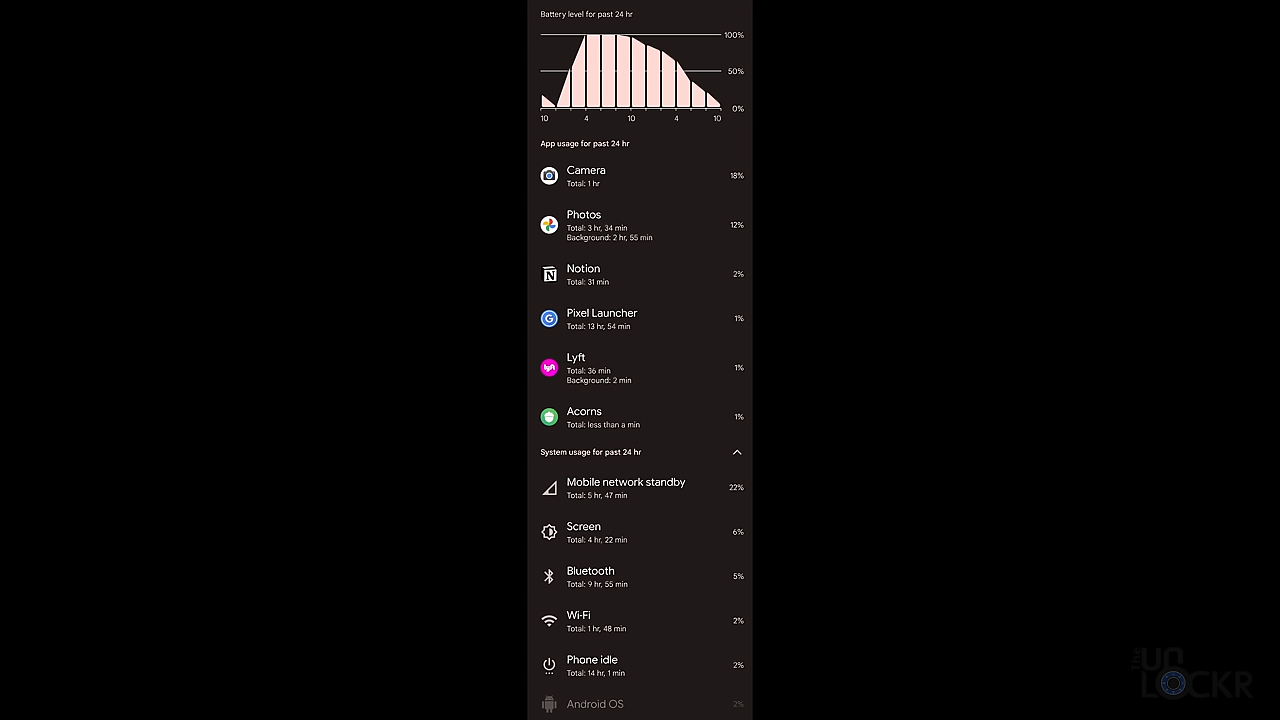 Battery level for past 24 hr
100%
50%
0%
10 4 10 4 10
App usage for past 24 hr
Camera
Total: 1 hr
18%
Photos
Total: 3 hr, 34 min
Background: 2 hr, 55 min
12%
Notion
Total: 31 min
2%
Pixel Launcher
Total: 13 hr, 54 min
1%
Lyft
Total: 36 min
Background: 2 min
1%
Acorns
Total: less than a min
1%
System usage for past 24 hr
Mobile network standby
Total: 5 hr, 47 min
22%
Screen
Total: 4 hr, 22 min
6%
Bluetooth
Total: 9 hr, 55 min
5%
Wi-Fi
Total: 1 hr, 48 min
2%
Phone idle
Total: 14 hr, 1 min
2%
Android OS
2%
The UN
LOCKR